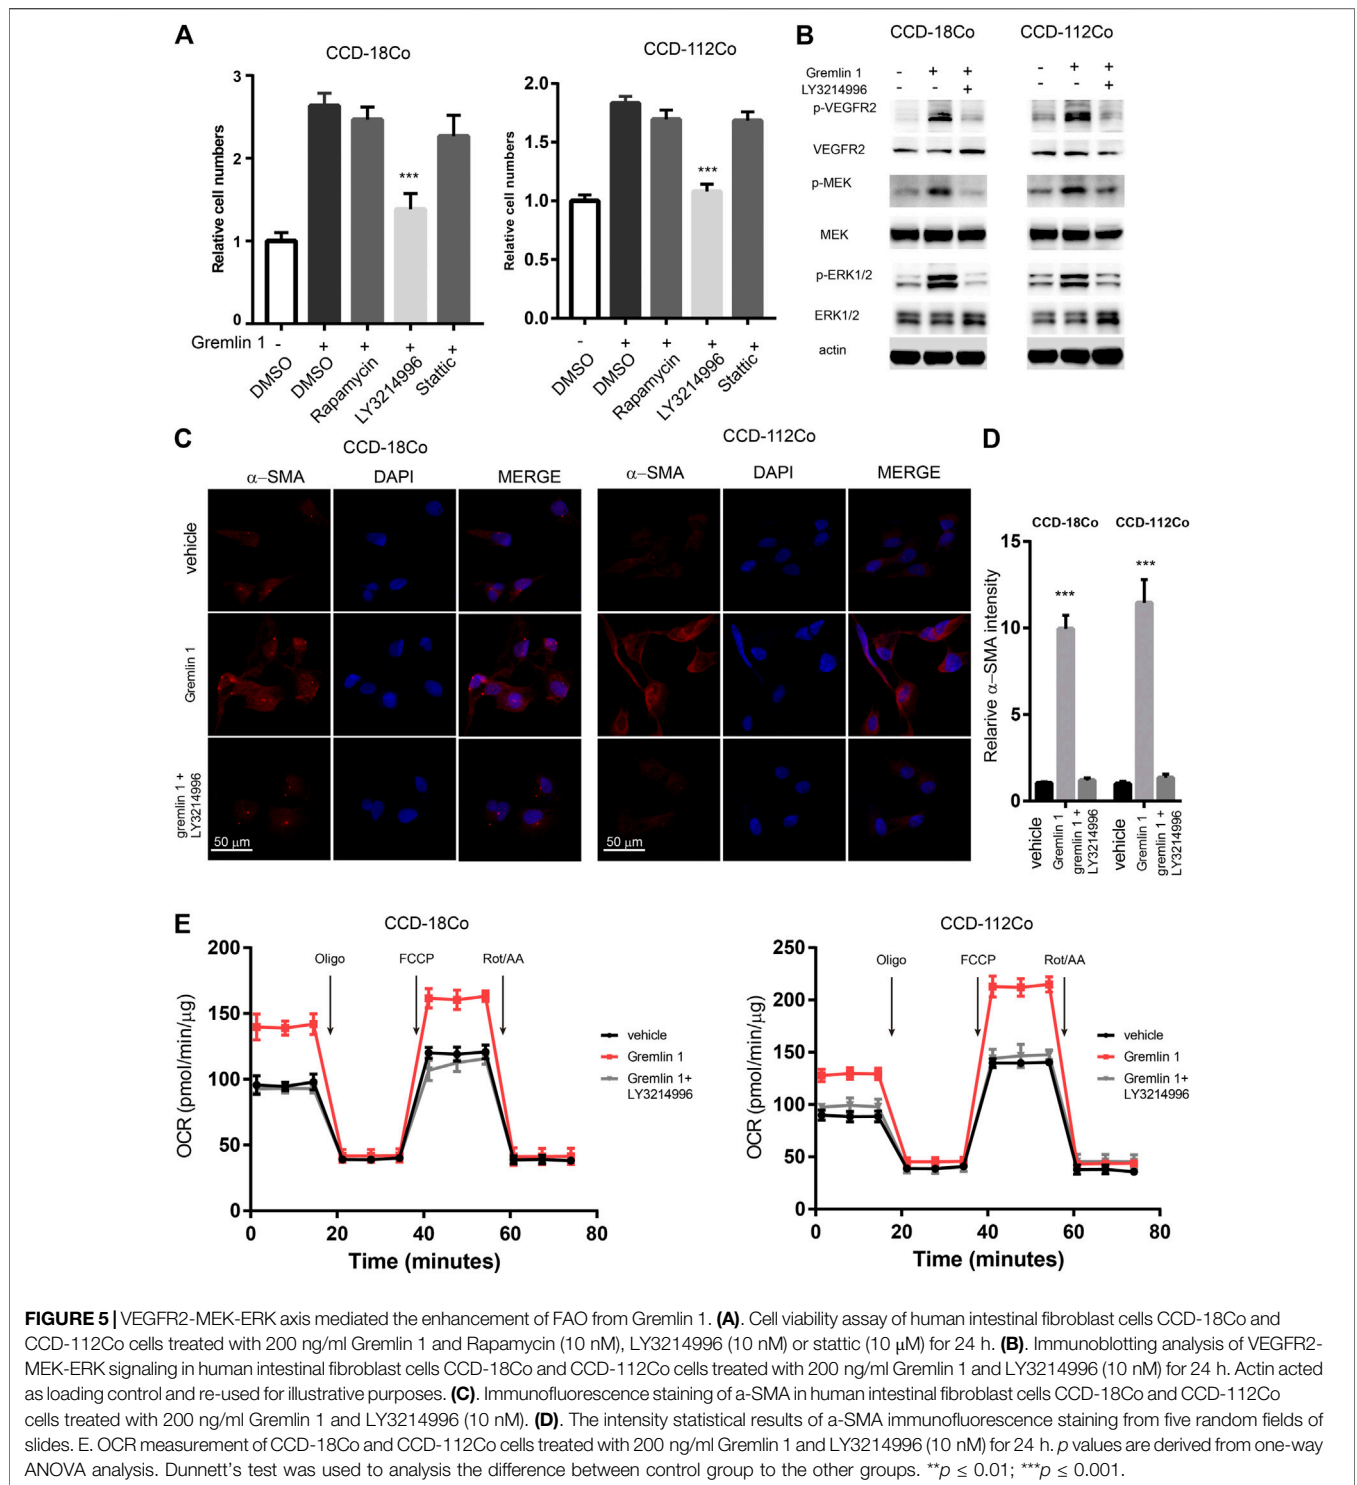 A
CCD-18Co
Relative cell numbers
3
2
1
0
Gremlin 1
- + + + +
DMSO
DMSO
Rapamycin
LY3214996
Stattic
CCD-112Co
Relative cell numbers
2.0
1.5
1.0
0.5
0.0
***
***
- + + + +
DMSO
DMSO
Rapamycin
LY3214996
Stattic
B
CCD-18Co CCD-112Co
Gremlin 1 - + + - + +
LY3214996 - - + - - +
p-VEGFR2
VEGFR2
p-MEK
MEK
p-ERK1/2
ERK1/2
actin
C
CCD-18Co
CCD-112Co
α–SMA DAPI MERGE α–SMA DAPI MERGE
vehicle
Gremlin 1
gremlin 1 +
LY3214996
50 μm
50 μm
D
CCD-18Co CCD-112Co
Relarive α–SMA intensity
15
10
5
0
***
***
vehicle
Gremlin 1
gremlin 1 +
LY3214996
vehicle
Gremlin 1
gremlin 1 +
LY3214996
E
CCD-18Co
OCR (pmol/min/μg)
200
150
100
50
0
Oligo FCCP Rot/AA
vehicle
Gremlin 1
Gremlin 1+
LY3214996
0 20 40 60 80
Time (minutes)
CCD-112Co
OCR (pmol/min/μg)
250
200
150
100
50
0
Oligo FCCP Rot/AA
vehicle
Gremlin 1
Gremlin 1+
LY3214996
0 20 40 60 80
Time (minutes)
FIGURE 5 | VEGFR2-MEK-ERK axis mediated the enhancement of FAO from Gremlin 1. (A). Cell viability assay of human intestinal fibroblast cells CCD-18Co and
CCD-112Co cells treated with 200 ng/ml Gremlin 1 and Rapamycin (10 nM), LY3214996 (10 nM) or stattic (10 μM) for 24 h. (B). Immunoblotting analysis of VEGFR2-
MEK-ERK signaling in human intestinal fibroblast cells CCD-18Co and CCD-112Co cells treated with 200 ng/ml Gremlin 1 and LY3214996 (10 nM) for 24 h. Actin acted
as loading control and re-used for illustrative purposes. (C). Immunofluorescence staining of a-SMA in human intestinal fibroblast cells CCD-18Co and CCD-112Co
cells treated with 200 ng/ml Gremlin 1 and LY3214996 (10 nM). (D). The intensity statistical results of a-SMA immunofluorescence staining from five random fields of
slides. E. OCR measurement of CCD-18Co and CCD-112Co cells treated with 200 ng/ml Gremlin 1 and LY3214996 (10 nM) for 24 h. p values are derived from one-way
ANOVA analysis. Dunnett's test was used to analysis the difference between control group to the other groups. **p ≤ 0.01; ***p ≤ 0.001.